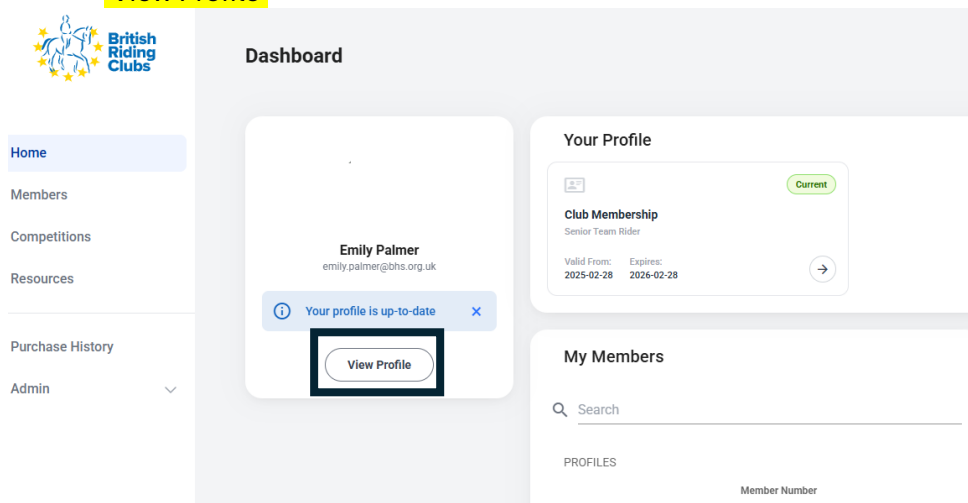 View Profile
British
Riding
Clubs
Dashboard
Home
Members
Competitions
Resources
Purchase History
Admin
Emily Palmer
emily.palmer@bhs.org.uk
Your profile is up-to-date
View Profile
Your Profile
Current
Club Membership
Senior Team Rider
Valid From: Expires:
2025-02-28 2026-02-28
My Members
Search
PROFILES
Member Number